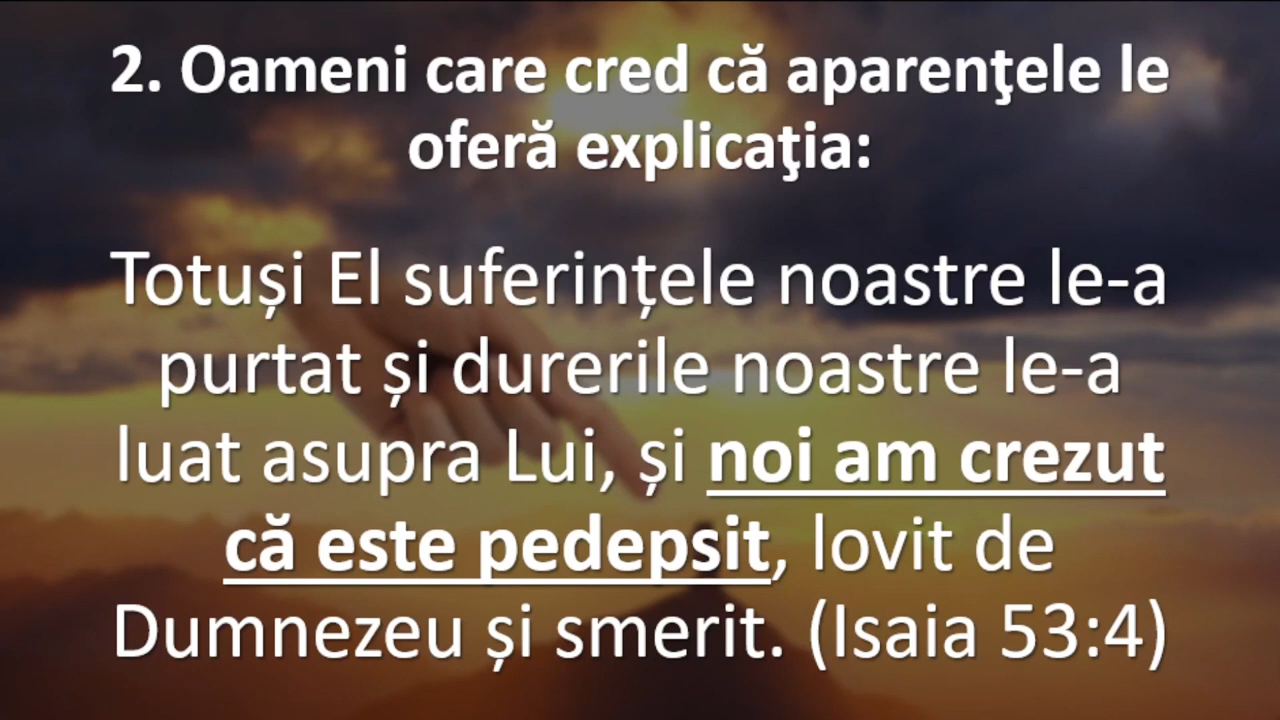 2. Oameni care cred că aparenţele le
oferă explicaţia:
Totuși El suferințele noastre le-a
purtat și durerile noastre le-a
luat asupra Lui, și noi am crezut
că este pedepsit, lovit de
Dumnezeu și smerit. (Isaia 53:4)